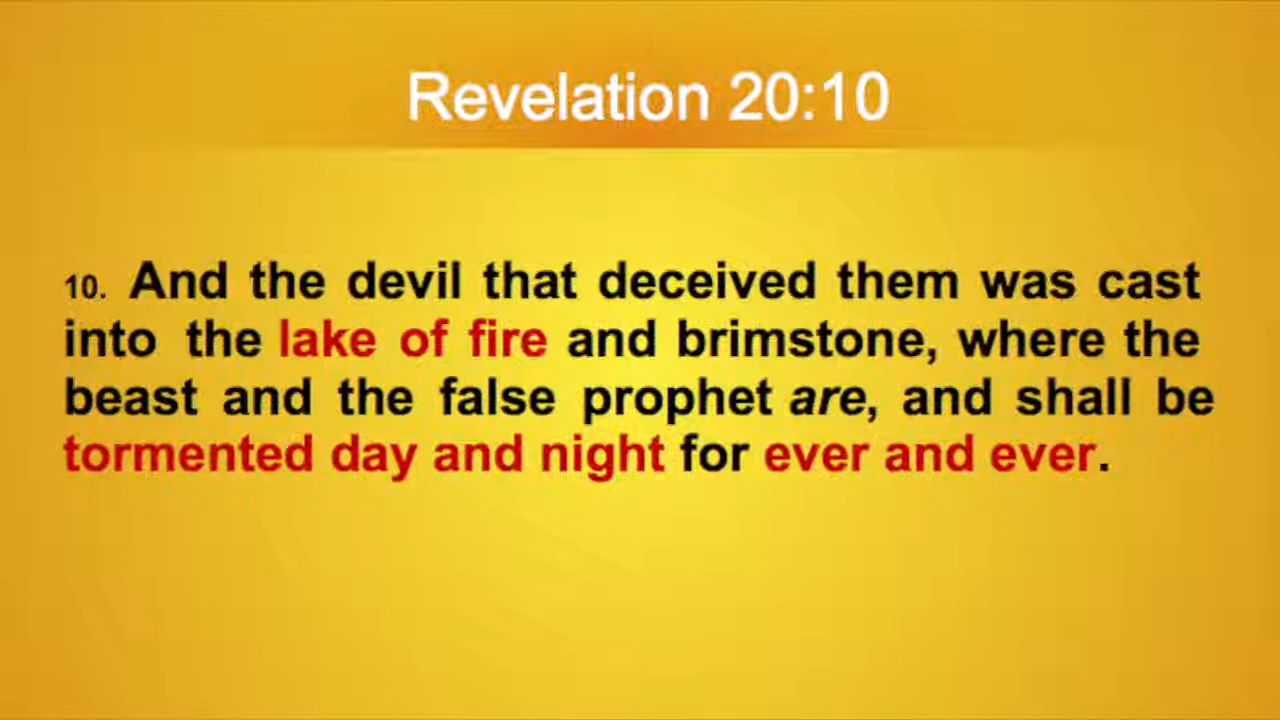 Revelation 20:10
10. And the devil that deceived them was cast
into the lake of fire and brimstone, where the
beast and the false prophet are, and shall be
tormented day and night for ever and ever.